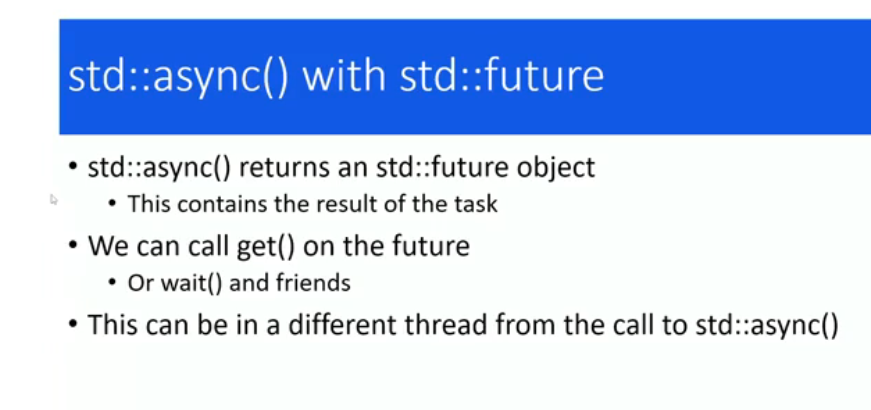 std::async() with std::future
• std::async() returns an std::future object
• This contains the result of the task
• We can call get() on the future
• Or wait() and friends
• This can be in a different thread from the call to std::async()